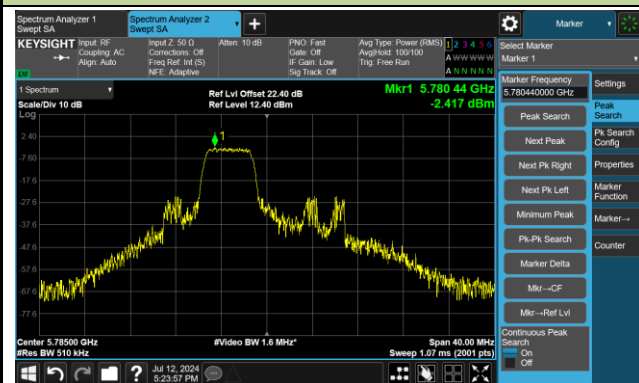 Spectrum Analyzer 1
Swept SA
Spectrum Analyzer 2
Swept SA
Marker
KEYSIGHT
Input: RF
Coupling: AC
Align: Auto
Input Z: 50 Ω
Corrections: Off
Freq Ref: Int (S)
NFE: Adaptive
Atten: 10 dB
PNO: Fast
Gate: Off
IF Gain: Low
Sig Track: Off
Avg Type: Power (RMS)
Avg|Hold: 100/100
Trig: Free Run
1 2 3 4 5 6
A W W W W W
A N N N N N
Select Marker
Marker 1
1 Spectrum
Scale/Div 10 dB
Log
Ref Lvl Offset 22.40 dB
Ref Level 12.40 dBm
Mkr1 5.780 44 GHz
-2.417 dBm
1
2.40
-7.60
-17.6
-27.6
-37.6
-47.6
-57.6
-67.6
-77.6
Center 5.78500 GHz
#Res BW 510 kHz
#Video BW 1.6 MHz*
Span 40.00 MHz
Sweep 1.07 ms (2001 pts)
Marker Frequency
5.780440000 GHz
Peak Search
Next Peak
Next Pk Right
Next Pk Left
Minimum Peak
Pk-Pk Search
Marker Delta
Mkr→CF
Mkr→Ref Lvl
Continuous Peak
Search
On
Off
Settings
Peak
Search
Pk Search
Config
Properties
Marker
Function
Marker→
Counter
Jul 12, 2024
5:23:57 PM